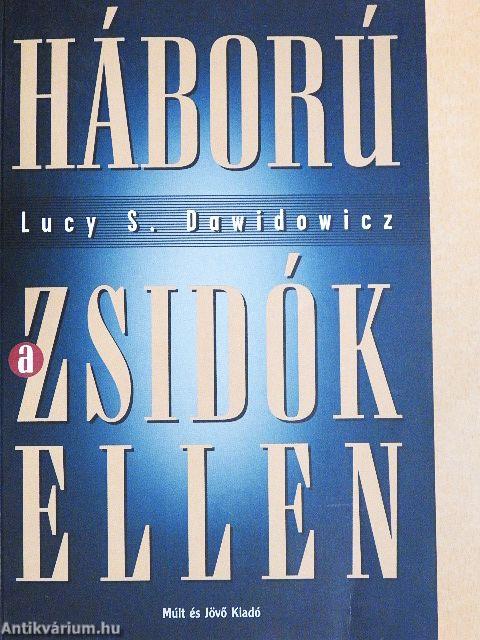 HÁBORÚ
Lucy S. Dawidowicz
a
ZSIDÓK
ELLEN
Múlt és Jövő Kiadó
Antikvárium.hu